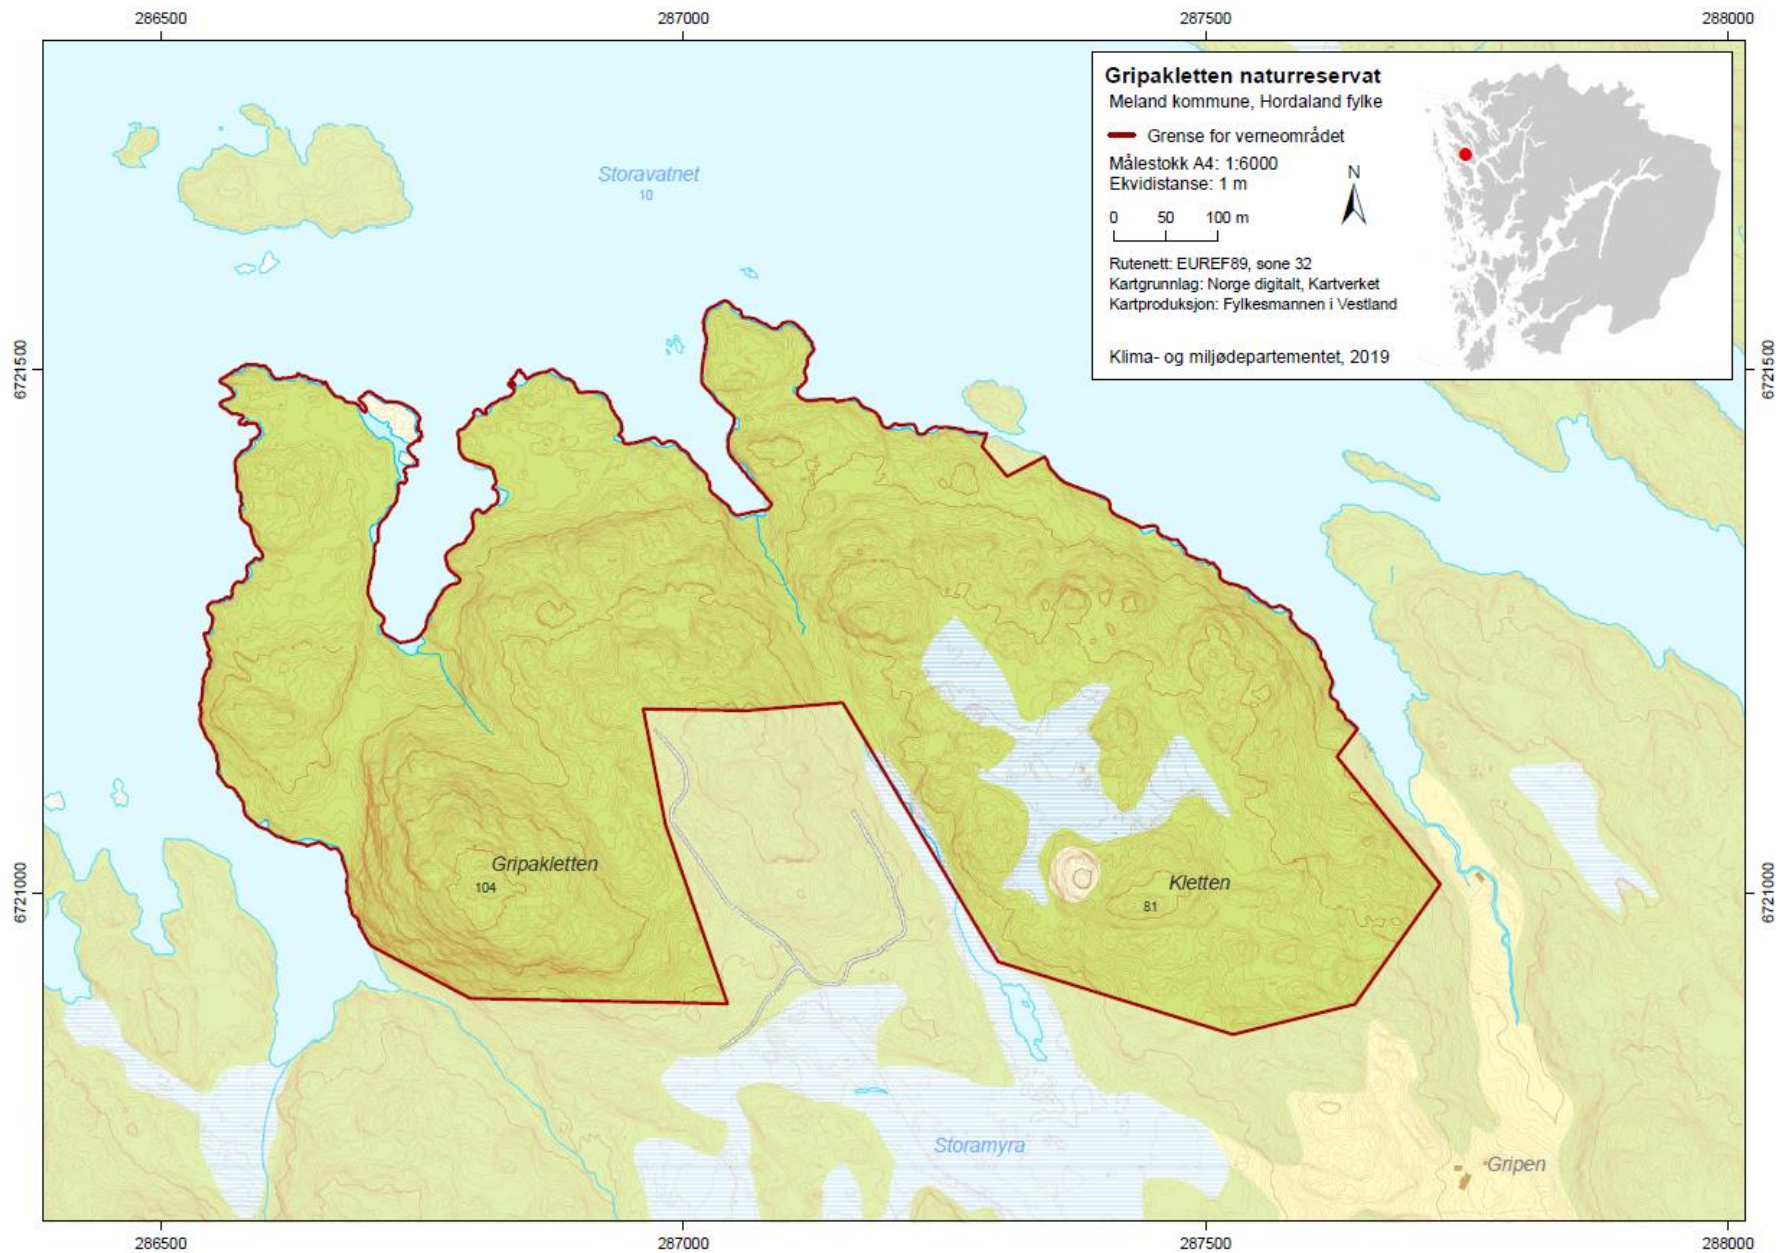 286500
287000
287500
288000
Gripakletten naturreservat
Meland kommune, Hordaland fylke
Grense for verneområdet
Målestokk A4: 1:6000
Ekvidistanse: 1 m
N
0 50 100 m
Rutenett: EUREF89, sone 32
Kartgrunnlag: Norge digitalt, Kartverket
Kartproduksjon: Fylkesmannen i Vestland
Klima- og miljødepartementet, 2019
Storavatnet
10
6721500
6721500
Gripakletten
104
Kletten
81
6721000
6721000
Storamyra
Gripen
286500
287000
287500
288000